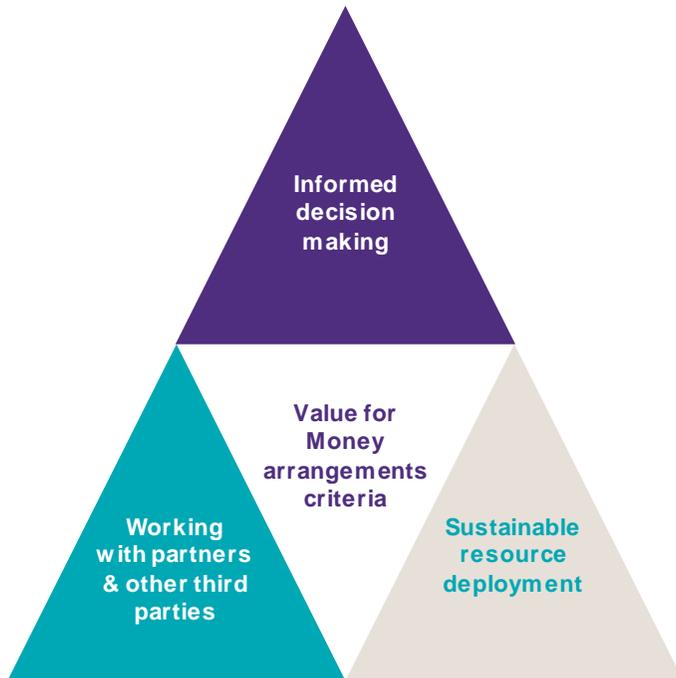 Informed
decision
making
Value for
Money
arrangements
criteria
Working
with partners
& other third
parties
Sustainable
resource
deployment